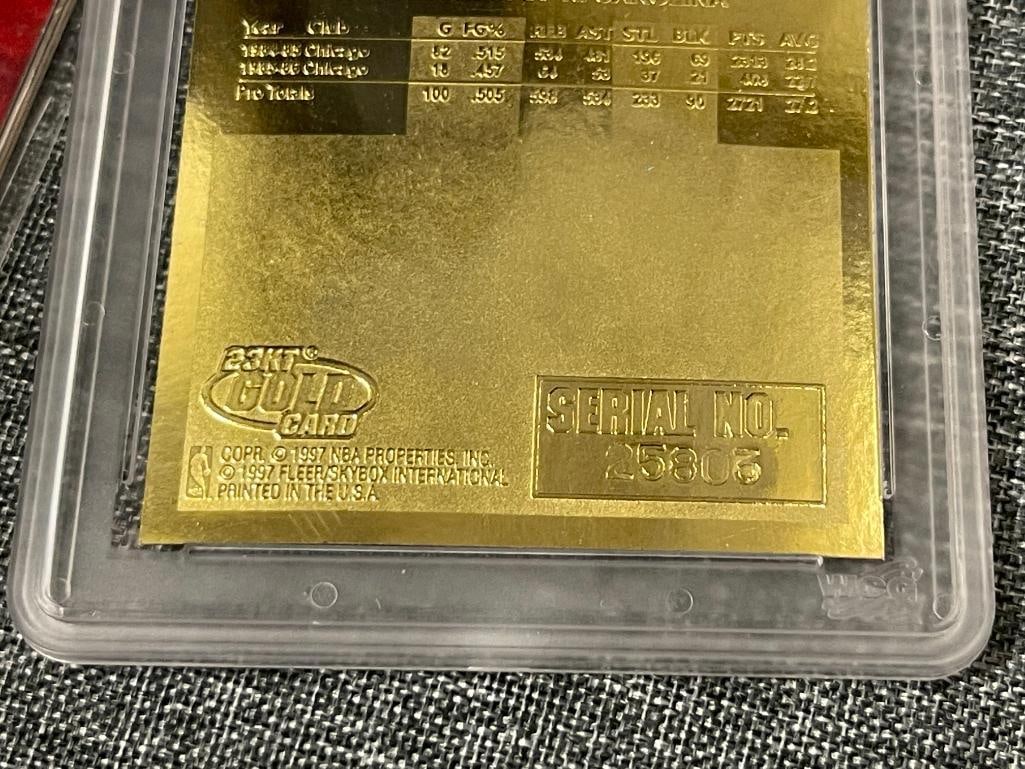 Year Club G FG% REB AST STL BLK PTS AVG
1984-85 Chicago 82 .515 534 481 196 69 2313 28.2
1985-86 Chicago 18 .457 64 53 37 21 408 22.7
Pro Totals 100 .505 598 534 233 90 2721 27.2
23KT®
GOLD
CARD
COPR. © 1997 NBA PROPERTIES, INC.
© 1997 FLEER/SKYBOX INTERNATIONAL
PRINTED IN THE U.S.A.
SERIAL NO.
WCG